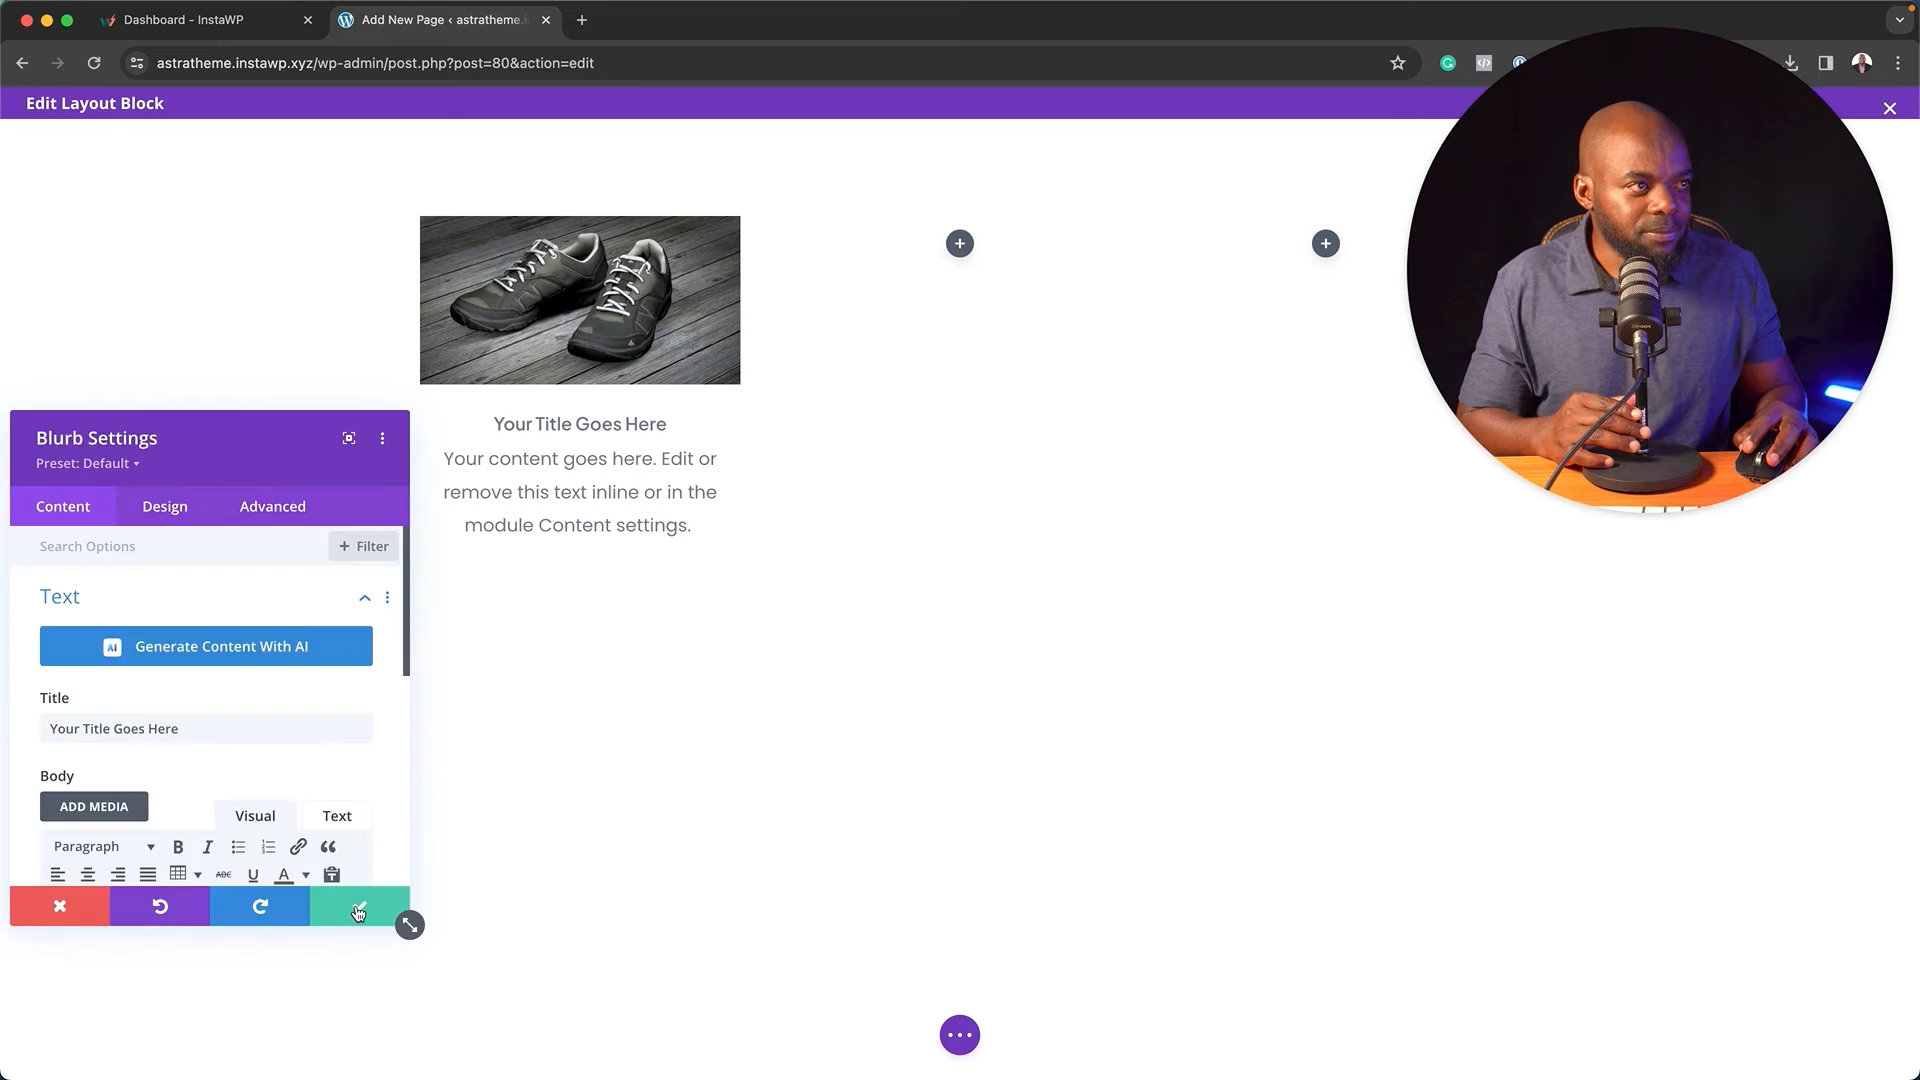 Dashboard - InstaWP
Add New Page ‹ astratheme.i
astratheme.instawp.xyz/wp-admin/post.php?post=80&action=edit
Edit Layout Block
Your Title Goes Here
Your content goes here. Edit or
remove this text inline or in the
module Content settings.
Blurb Settings
Preset: Default
Content
Design
Advanced
Search Options
+ Filter
Text
AI Generate Content With AI
Title
Your Title Goes Here
Body
ADD MEDIA
Visual
Text
Paragraph
B
I
ABC
U
A